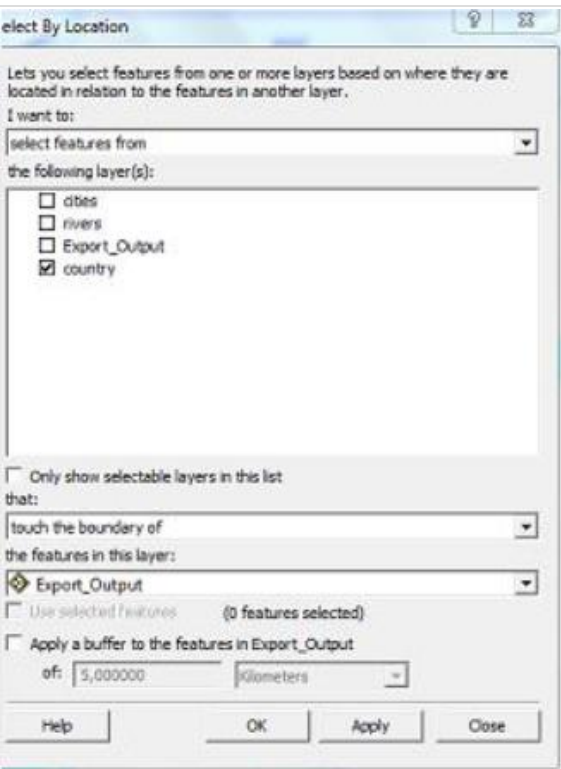 elect By Location
Lets you select features from one or more layers based on where they are
located in relation to the features in another layer.
I want to:
select features from
the following layer(s):
cities
rivers
Export_Output
country
Only show selectable layers in this list
that:
touch the boundary of
the features in this layer:
Export_Output
Use selected features (0 features selected)
Apply a buffer to the features in Export_Output
of: 5,000000 Kilometers
Help OK Apply Close